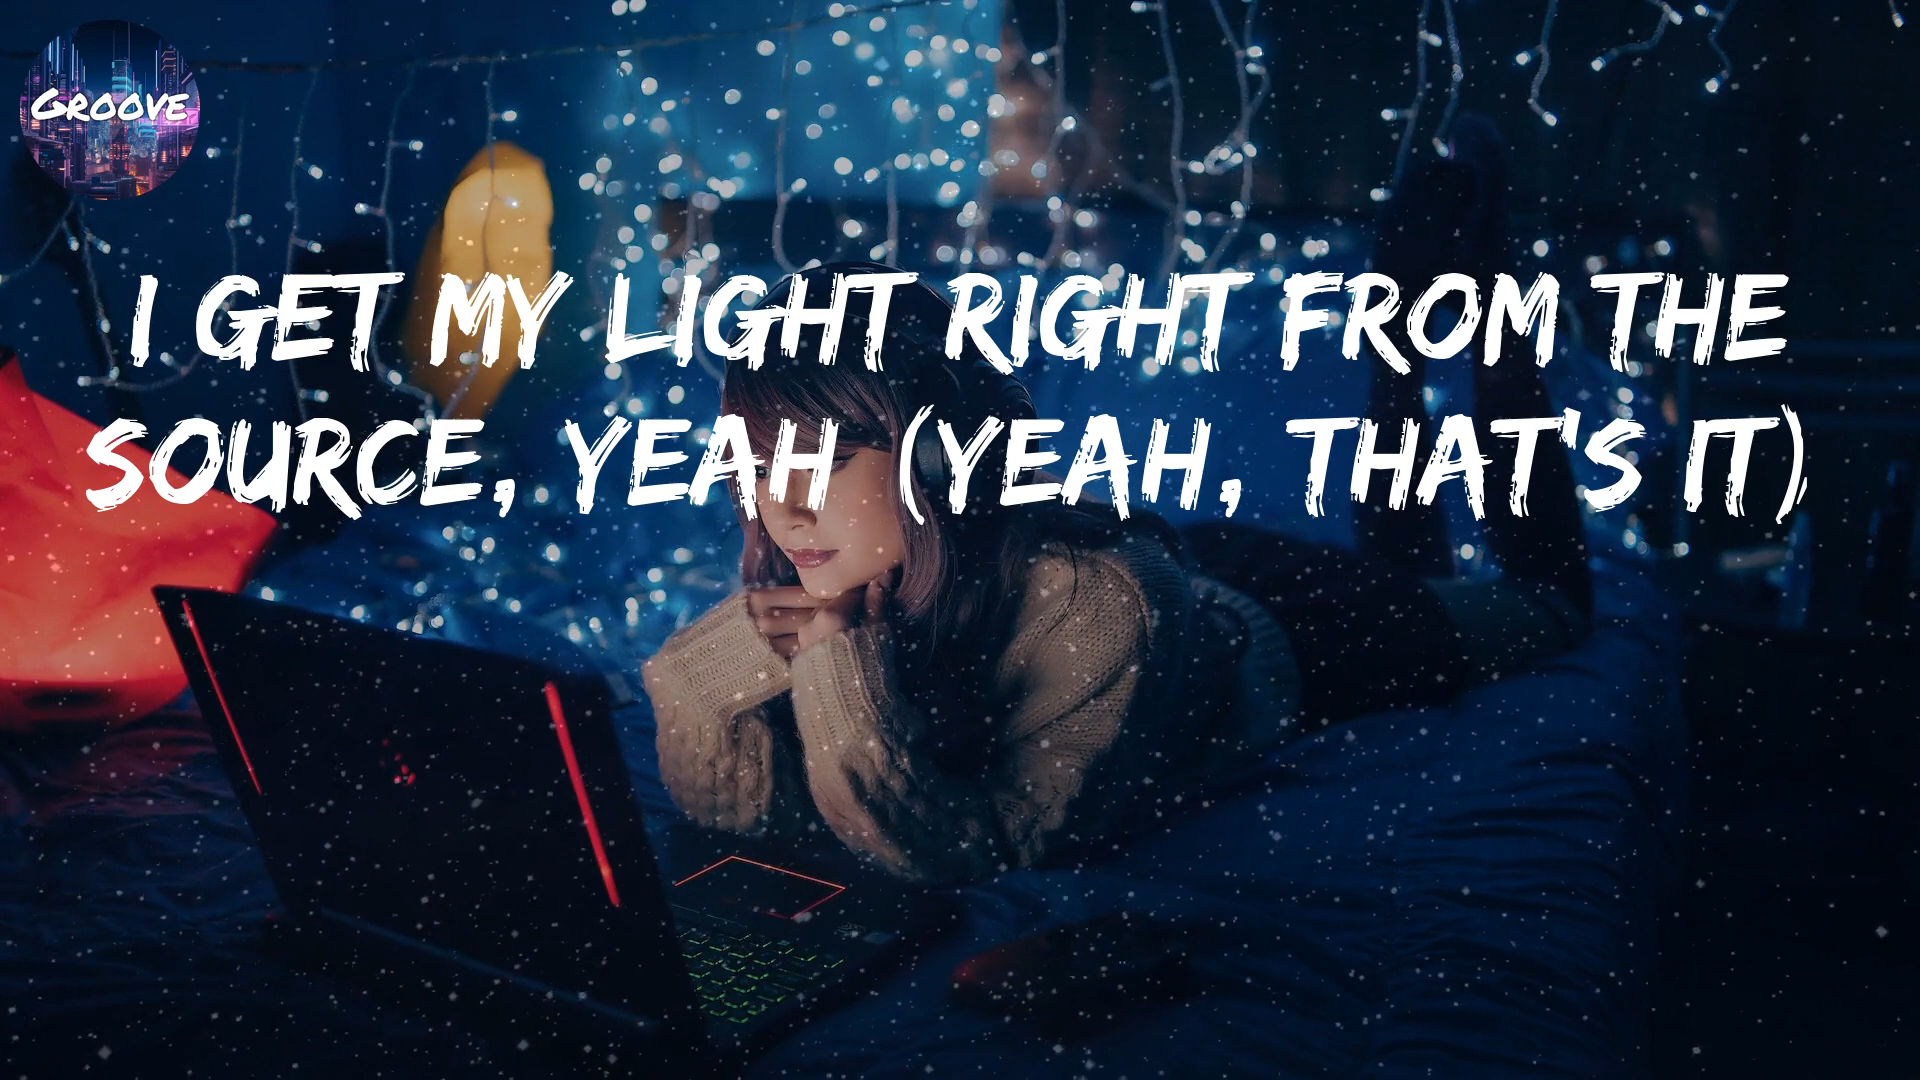 GROOVE
I GET MY LIGHT RIGHT FROM THE
SOURCE, YEAH (YEAH, THAT'S IT)